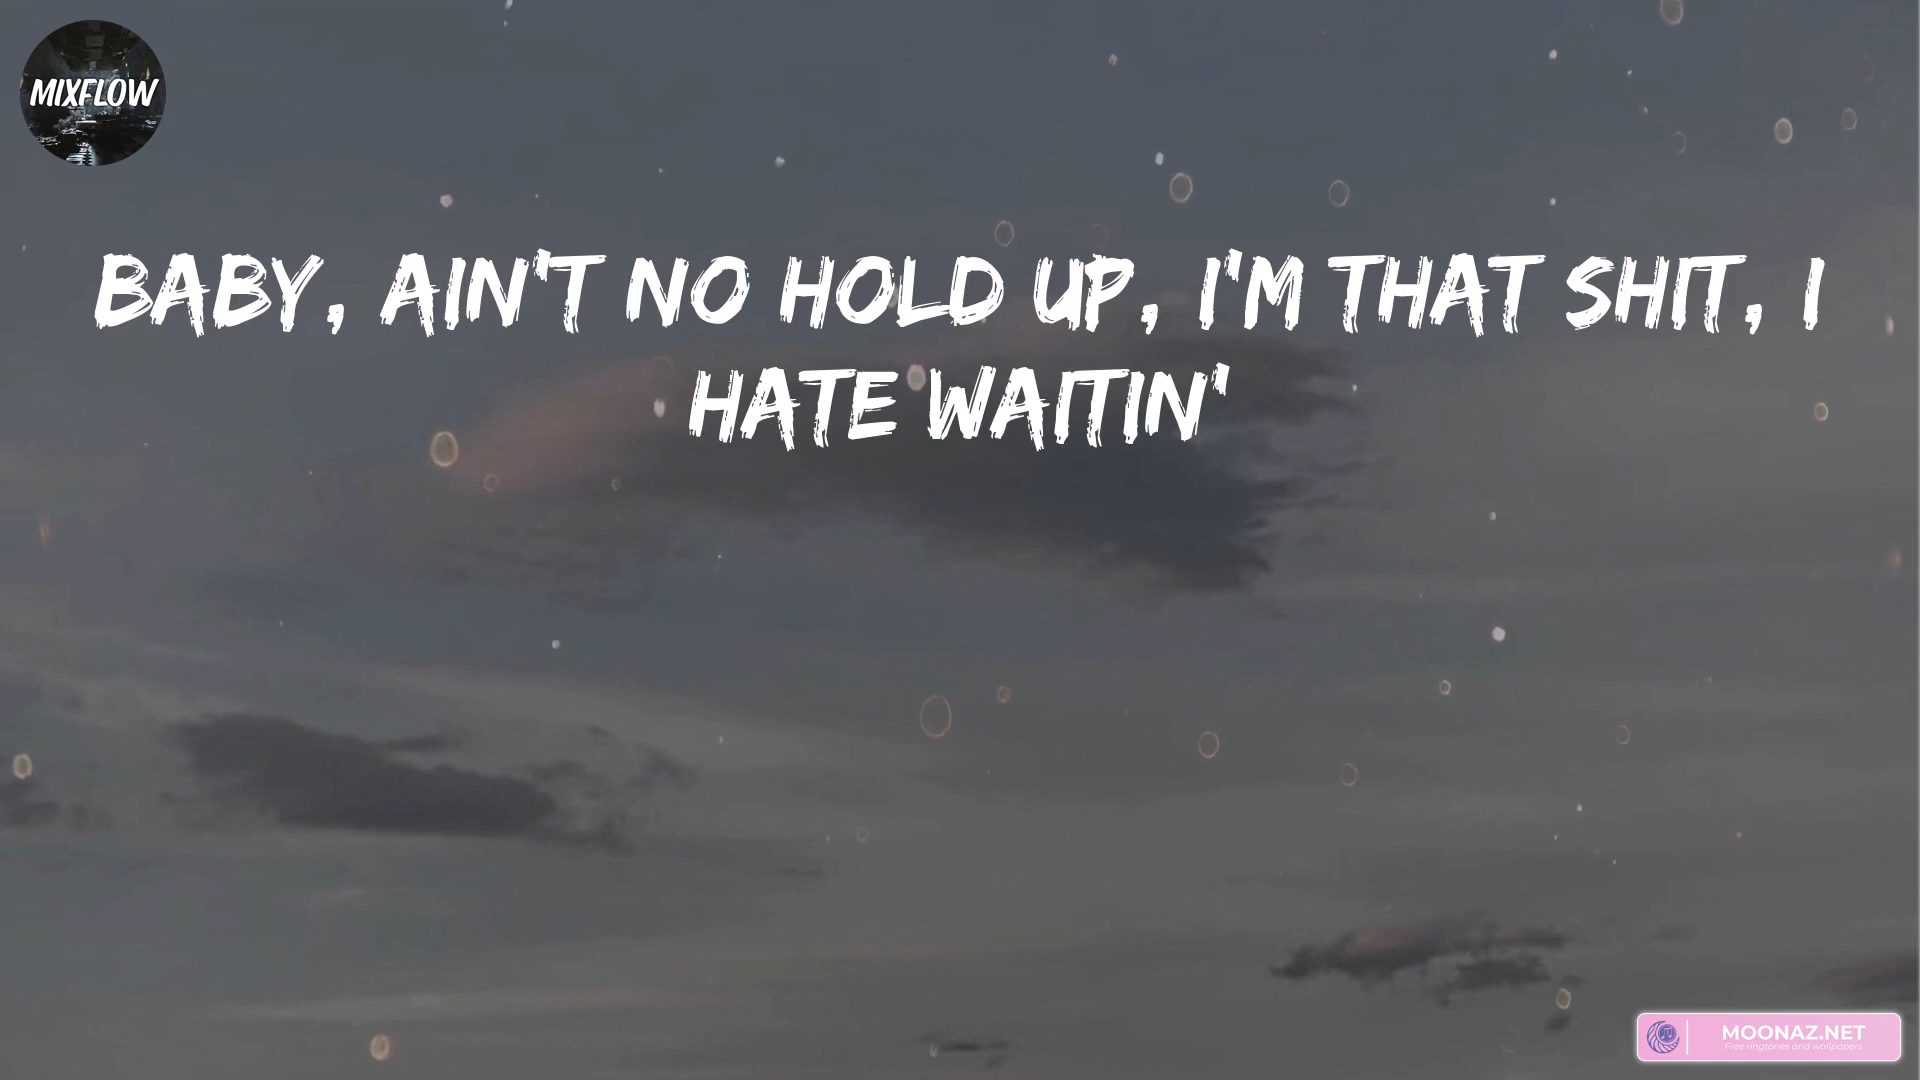 MIXFLOW
BABY, AIN'T NO HOLD UP, I'M THAT SHIT, I
HATE WAITIN'
MOONAZ.NET
Free ringtones and wallpapers